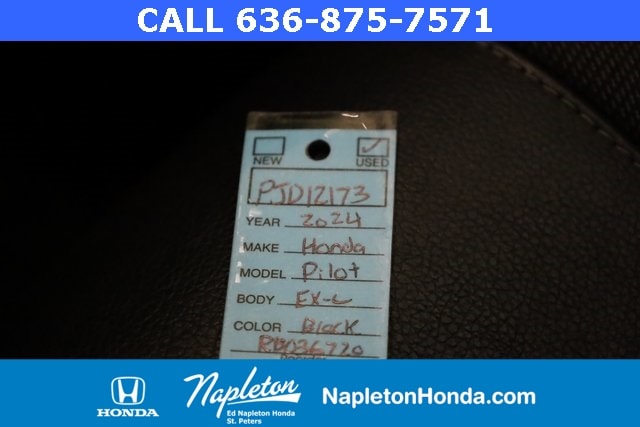 CALL 636-875-7571
NEW USED
PJD12173
YEAR 2024
MAKE Honda
MODEL Pilot
BODY EX-L
COLOR Black
RB036720
HONDA
Napleton
Ed Napleton Honda
St. Peters
NapletonHonda.com